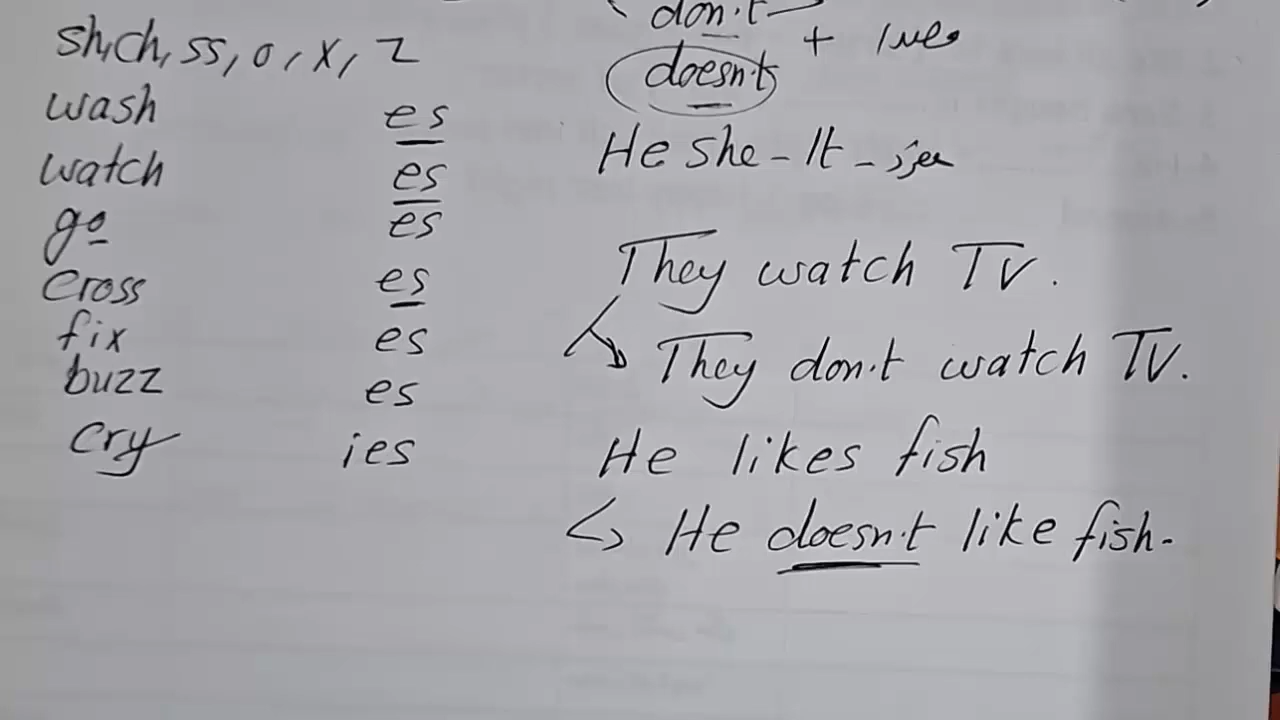 sh, ch, ss, o, x, z
wash es
watch es
go es
cross es
fix es
buzz es
cry ies
don't
doesn't +
He she - It - مفرد
They watch TV.
They don't watch TV.
He likes fish
He doesn't like fish.